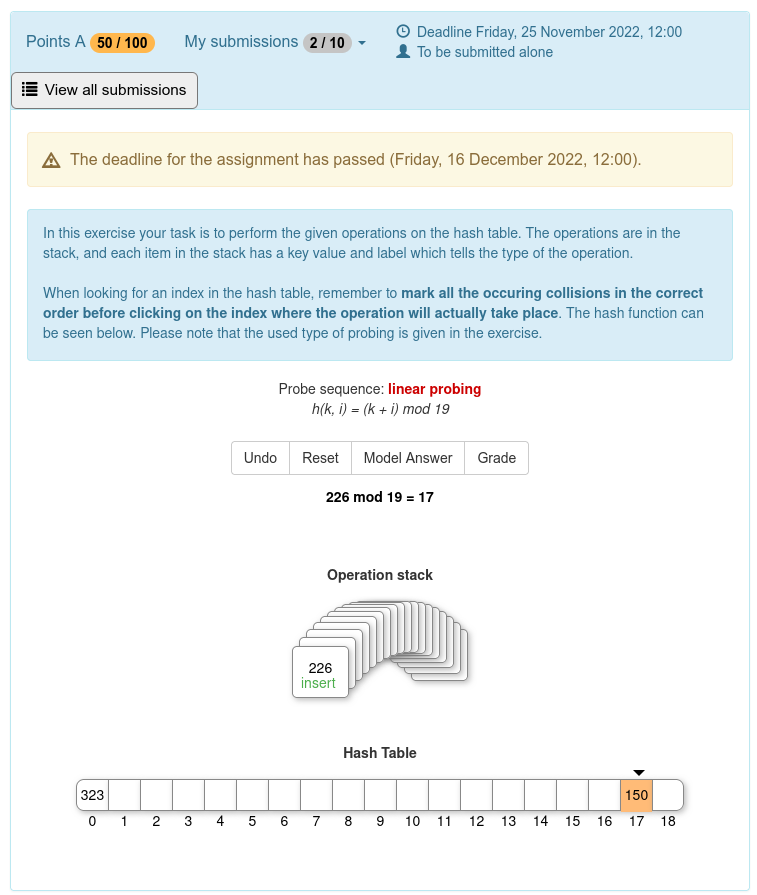 Points A 50 / 100 My submissions 2 / 10
Deadline Friday, 25 November 2022, 12:00
To be submitted alone
View all submissions
The deadline for the assignment has passed (Friday, 16 December 2022, 12:00).
In this exercise your task is to perform the given operations on the hash table. The operations are in the
stack, and each item in the stack has a key value and label which tells the type of the operation.
When looking for an index in the hash table, remember to mark all the occuring collisions in the correct
order before clicking on the index where the operation will actually take place. The hash function can
be seen below. Please note that the used type of probing is given in the exercise.
Probe sequence: linear probing
h(k, i) = (k + i) mod 19
Undo Reset Model Answer Grade
226 mod 19 = 17
Operation stack
226
insert
Hash Table
323 150
0 1 2 3 4 5 6 7 8 9 10 11 12 13 14 15 16 17 18